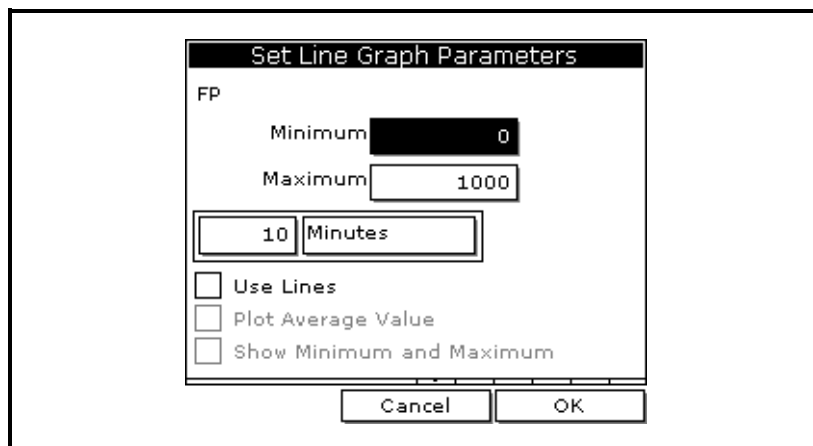 Set Line Graph Parameters
FP
Minimum 0
Maximum 1000
10 Minutes
Use Lines
Plot Average Value
Show Minimum and Maximum
Cancel OK